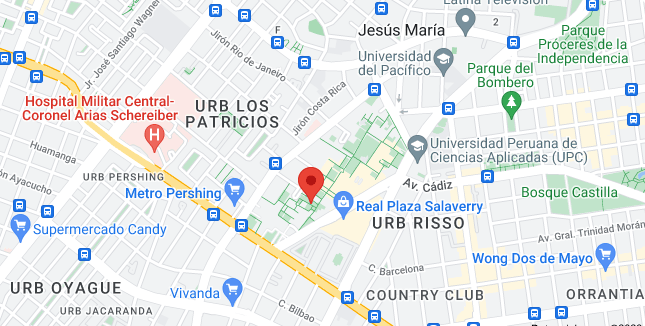 Latina Televisión
Jesús María
2
Parque
Próceres de la
Independencia
Universidad
del Pacífico
Parque del
Bombero
Jr. José Santiago Wagner
Jirón Río de Janeiro
F
Jirón Costa Rica
Hospital Militar Central-
Coronel Arias Schereiber
H
URB LOS
PATRICIOS
Universidad Peruana de
Ciencias Aplicadas (UPC)
Huamanga
URB PERSHING
Ayacucho
Metro Pershing
Av. Cádiz
Bosque Castilla
Real Plaza Salaverry
URB RISSO
Supermercado Candy
Av. Gral. Trinidad Morán
Wong Dos de Mayo
C. Barcelona
URB OYAGUE
Vivanda
COUNTRY CLUB
ORRANTIA
URB JACARANDA
C. Bilbao